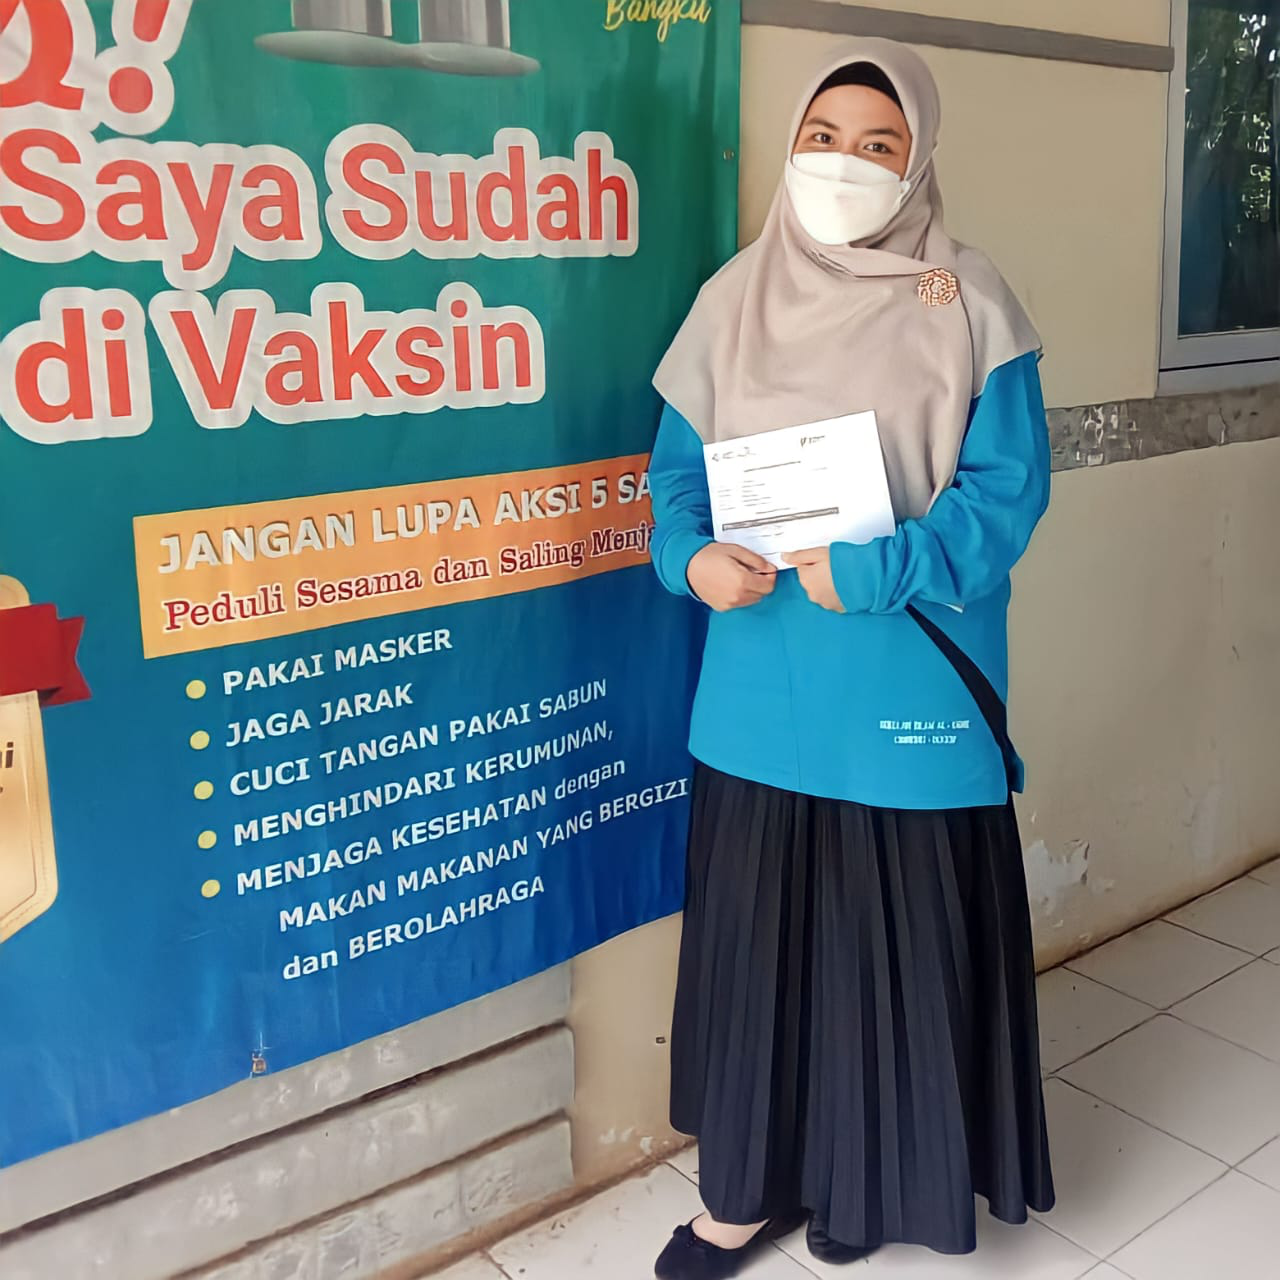 Bangku
!
Saya Sudah
di Vaksin
JANGAN LUPA AKSI 5 SA
Peduli Sesama dan Saling Menja
PAKAI MASKER
JAGA JARAK
CUCI TANGAN PAKAI SABUN
MENGHINDARI KERUMUNAN,
MENJAGA KESEHATAN dengan
MAKAN MAKANAN YANG BERGIZI
dan BEROLAHRAGA